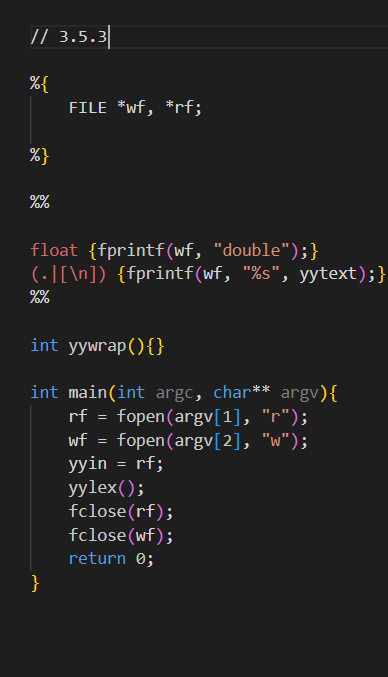 // 3.5.3
%{
    FILE *wf, *rf;
%}
%%
float {fprintf(wf, "double");}
(.|[\n]) {fprintf(wf, "%s", yytext);}
%%
int yywrap(){}
int main(int argc, char** argv){
    rf = fopen(argv[1], "r");
    wf = fopen(argv[2], "w");
    yyin = rf;
    yylex();
    fclose(rf);
    fclose(wf);
    return 0;
}